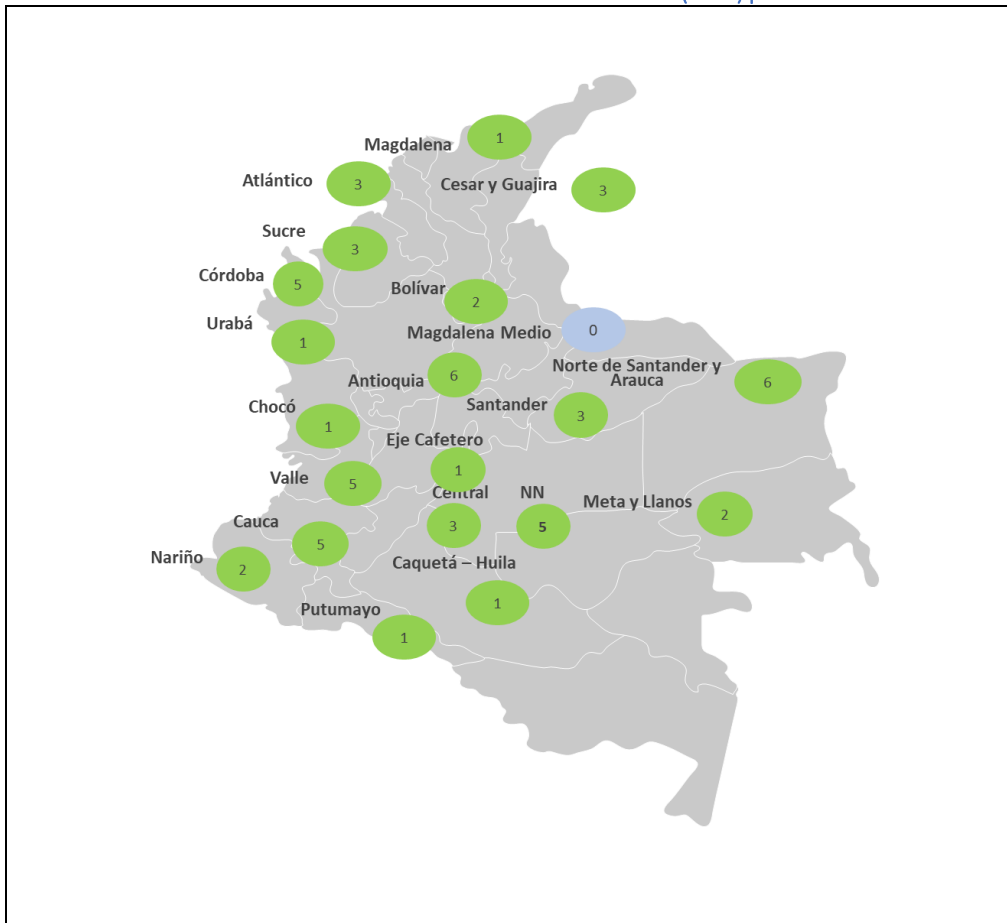 Magdalena
1
Atlántico
3
Cesar y Guajira
3
Sucre
3
Córdoba
5
Bolívar
2
Urabá
1
Magdalena Medio
0
Norte de Santander y
Arauca
6
Antioquia
6
Santander
3
Chocó
1
Eje Cafetero
1
Valle
5
Central
3
NN
5
Meta y Llanos
2
Cauca
5
Nariño
2
Caquetá – Huila
1
Putumayo
1